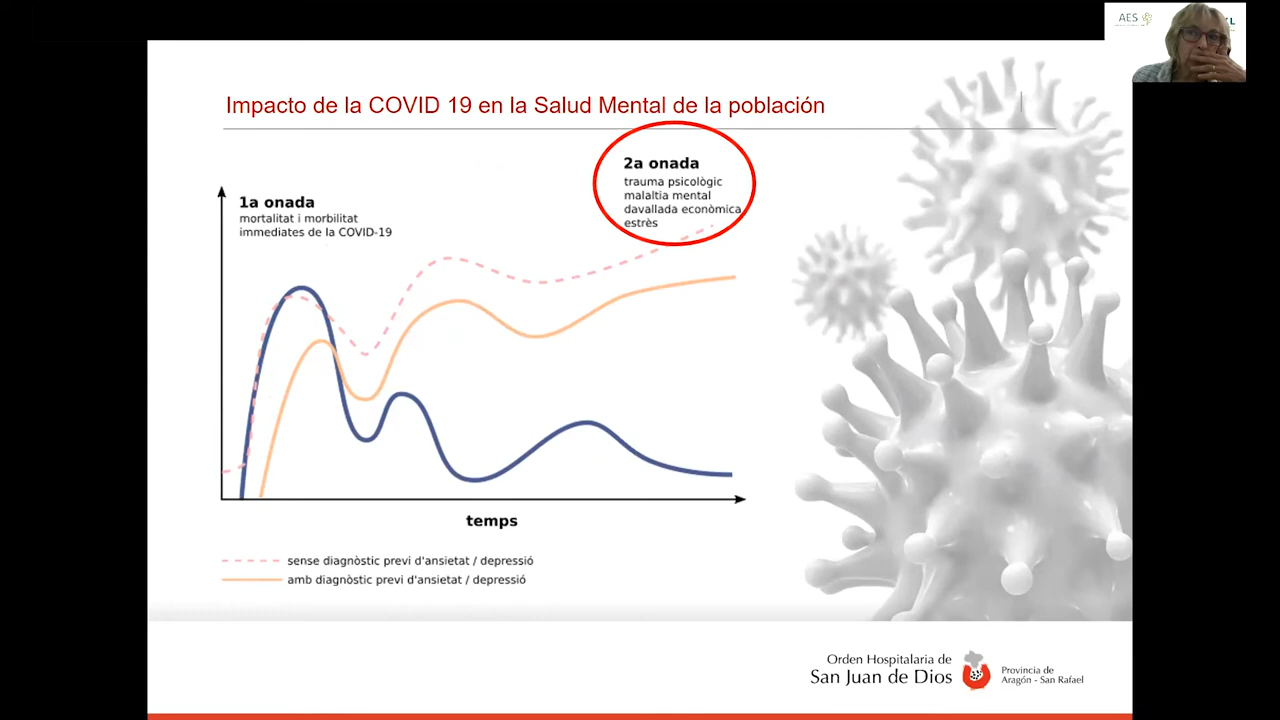 AES
Impacto de la COVID 19 en la Salud Mental de la población
2a onada
trauma psicològic
malaltia mental
davallada econòmica
estrès
1a onada
mortalitat i morbilitat
immediates de la COVID-19
temps
sense diagnòstic previ d'ansietat / depressió
amb diagnòstic previ d'ansietat / depressió
Orden Hospitalaria de
San Juan de Dios
Provincia de
Aragón - San Rafael